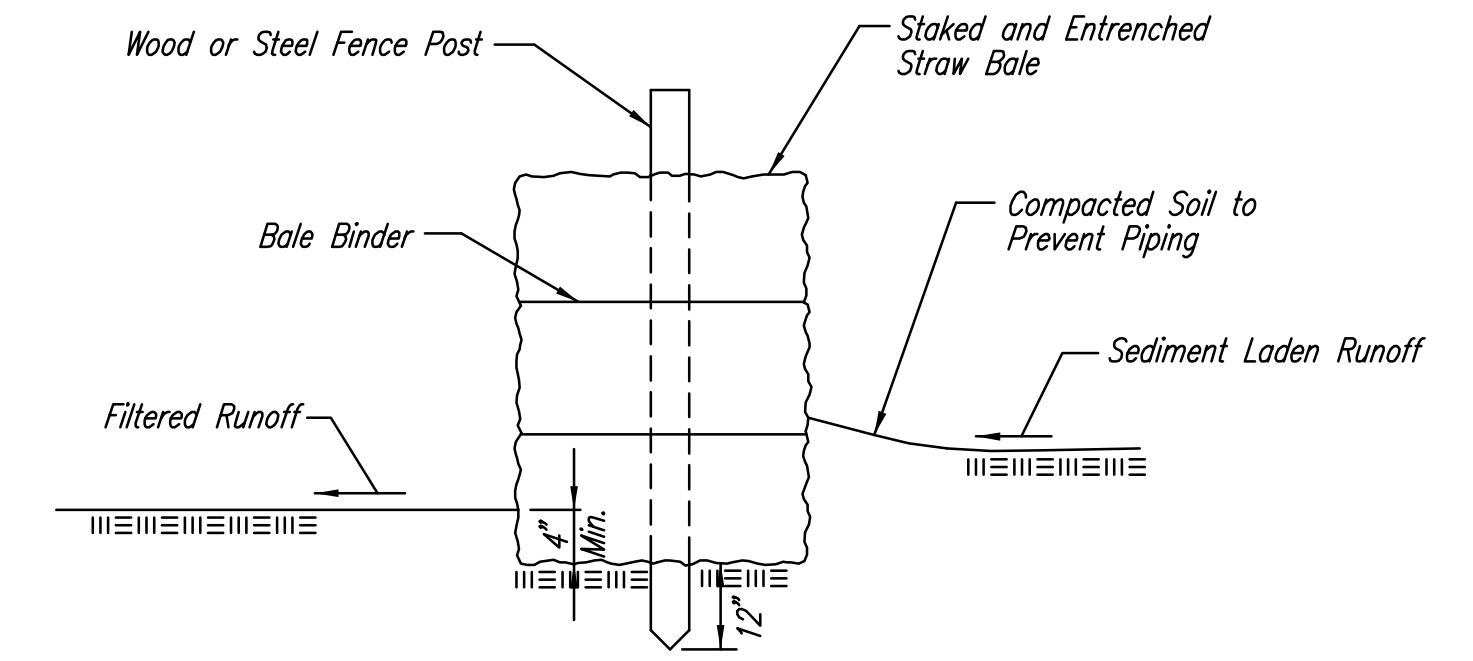 Wood or Steel Fence Post
Staked and Entrenched
Straw Bale
Bale Binder
Compacted Soil to
Prevent Piping
Sediment Laden Runoff
Filtered Runoff
4"
Min.
12"